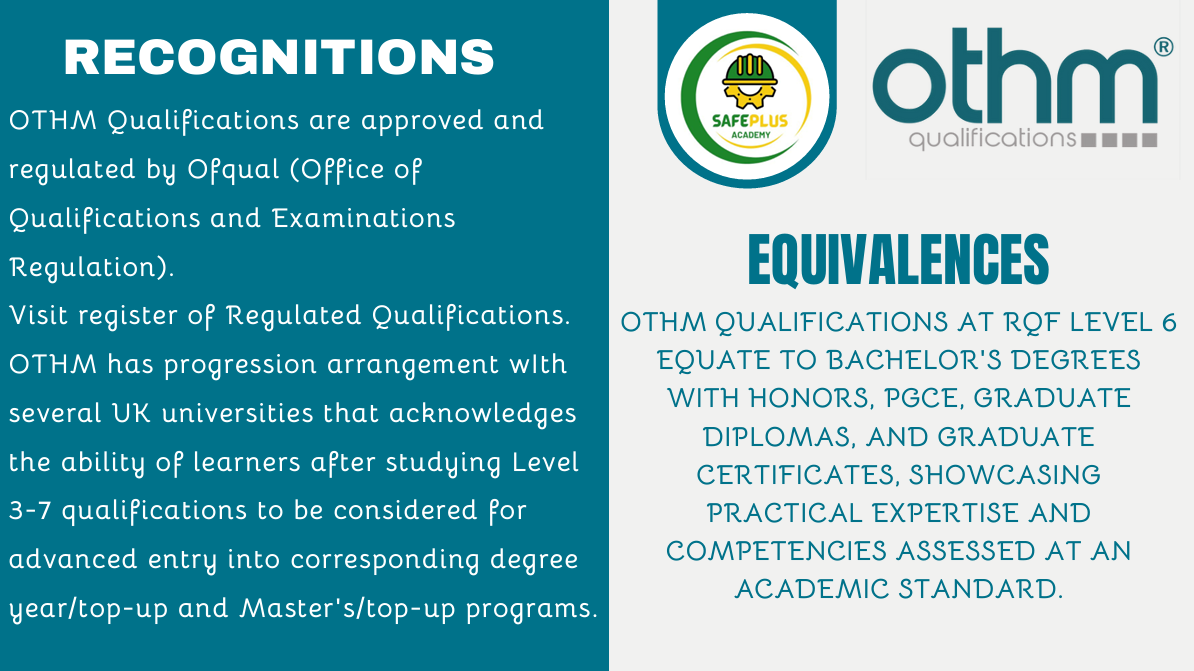 RECOGNITIONS
OTHM Qualifications are approved and
regulated by Ofqual (Office of
Qualifications and Examinations
Regulation).
Visit register of Regulated Qualifications.
OTHM has progression arrangement wIth
several UK universities that acknowledges
the ability of learners after studying Level
3-7 qualifications to be considered for
advanced entry into corresponding degree
year/top-up and Master's/top-up programs.
SAFEPLUS
ACADEMY
othm®
qualifications
EQUIVALENCES
OTHM QUALIFICATIONS AT RQF LEVEL 6
EQUATE TO BACHELOR'S DEGREES
WITH HONORS, PGCE, GRADUATE
DIPLOMAS, AND GRADUATE
CERTIFICATES, SHOWCASING
PRACTICAL EXPERTISE AND
COMPETENCIES ASSESSED AT AN
ACADEMIC STANDARD.